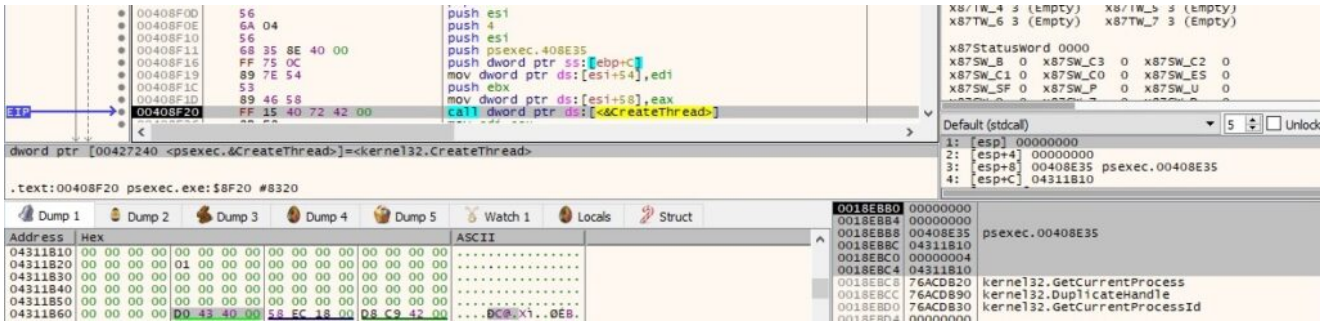 00408F0D 56 push esi
00408F0E 6A 04 push 4
00408F10 56 push esi
00408F11 68 35 8E 40 00 push psexec.408E35
00408F16 FF 75 0C push dword ptr ss:[ebp+C]
00408F19 89 7E 54 mov dword ptr ds:[esi+54],edi
00408F1C 53 push ebx
00408F1D 89 46 58 mov dword ptr ds:[esi+58],eax
EIP 00408F20 FF 15 40 72 42 00 call dword ptr ds:[<&CreateThread>]
x87TW_4 3 (Empty) x87TW_5 3 (Empty)
x87TW_6 3 (Empty) x87TW_7 3 (Empty)
x87StatusWord 0000
x87SW_B 0 x87SW_C3 0 x87SW_C2 0
x87SW_C1 0 x87SW_C0 0 x87SW_ES 0
x87SW_SF 0 x87SW_P 0 x87SW_U 0
Default (stdcall) 5 Unlock
1: [esp] 00000000
2: [esp+4] 00000000
3: [esp+8] 00408E35 psexec.00408E35
4: [esp+C] 04311B10
dword ptr [00427240 <psexec.&CreateThread>]=<kernel32.CreateThread>
.text:00408F20 psexec.exe:$8F20 #8320
Dump 1 Dump 2 Dump 3 Dump 4 Dump 5 Watch 1 Locals Struct
Address Hex ASCII
04311B10 00 00 00 00 00 00 00 00 00 00 00 00 00 00 00 00 ................
04311B20 00 00 00 00 01 00 00 00 00 00 00 00 00 00 00 00 ................
04311B30 00 00 00 00 00 00 00 00 00 00 00 00 00 00 00 00 ................
04311B40 00 00 00 00 00 00 00 00 00 00 00 00 00 00 00 00 ................
04311B50 00 00 00 00 00 00 00 00 00 00 00 00 00 00 00 00 ................
04311B60 00 00 00 00 D0 43 40 00 58 EC 18 00 D8 C9 42 00 ....ÐC@.Xì..ØÉB.
0018EBB0 00000000
0018EBB4 00000000
0018EBB8 00408E35 psexec.00408E35
0018EBBC 04311B10
0018EBC0 00000004
0018EBC4 04311B10
0018EBC8 76ACDB20 kernel32.GetCurrentProcess
0018EBCC 76ACDB90 kernel32.DuplicateHandle
0018EBD0 76ACDB30 kernel32.GetCurrentProcessId
0018EBD4 00000000